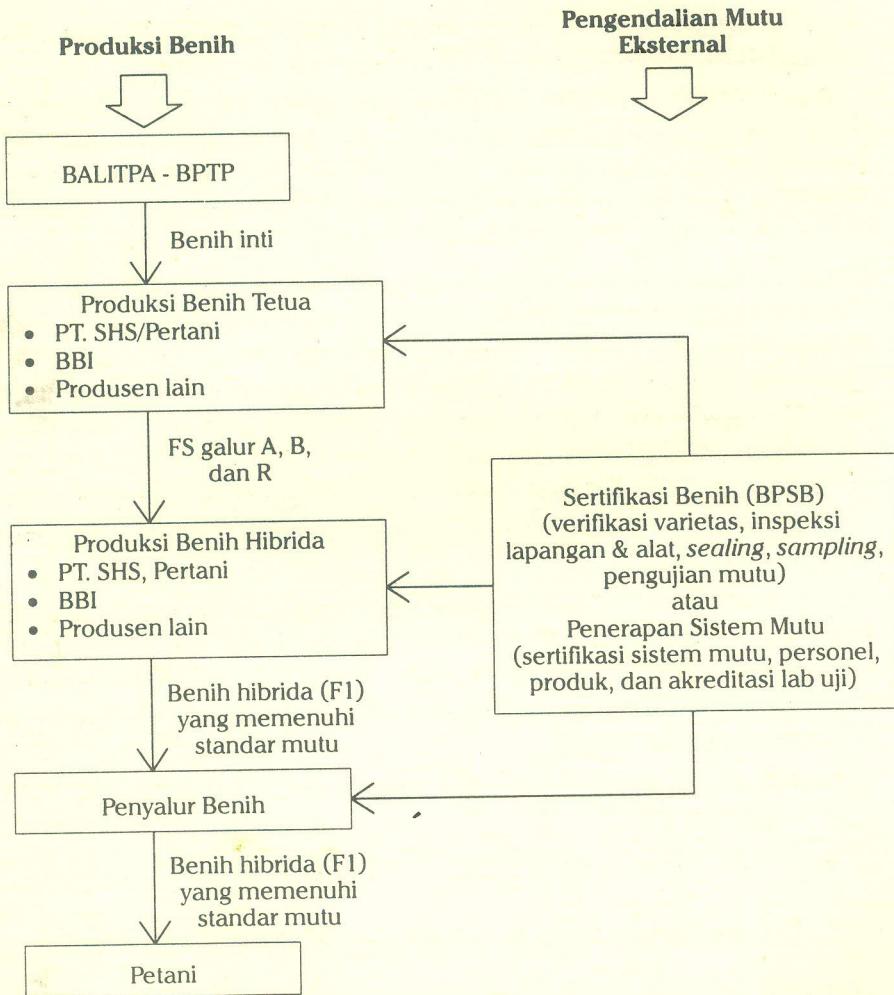 Produksi Benih
Pengendalian Mutu
Eksternal
BALITPA - BPTP
Benih inti
Produksi Benih Tetua
• PT. SHS/Pertani
• BBI
• Produsen lain
FS galur A, B,
dan R
Produksi Benih Hibrida
• PT. SHS, Pertani
• BBI
• Produsen lain
Sertifikasi Benih (BPSB)
(verifikasi varietas, inspeksi
lapangan & alat, sealing, sampling,
pengujian mutu)
atau
Penerapan Sistem Mutu
(sertifikasi sistem mutu, personel,
produk, dan akreditasi lab uji)
Benih hibrida (F1)
yang memenuhi
standar mutu
Penyalur Benih
Benih hibrida (F1)
yang memenuhi
standar mutu
Petani